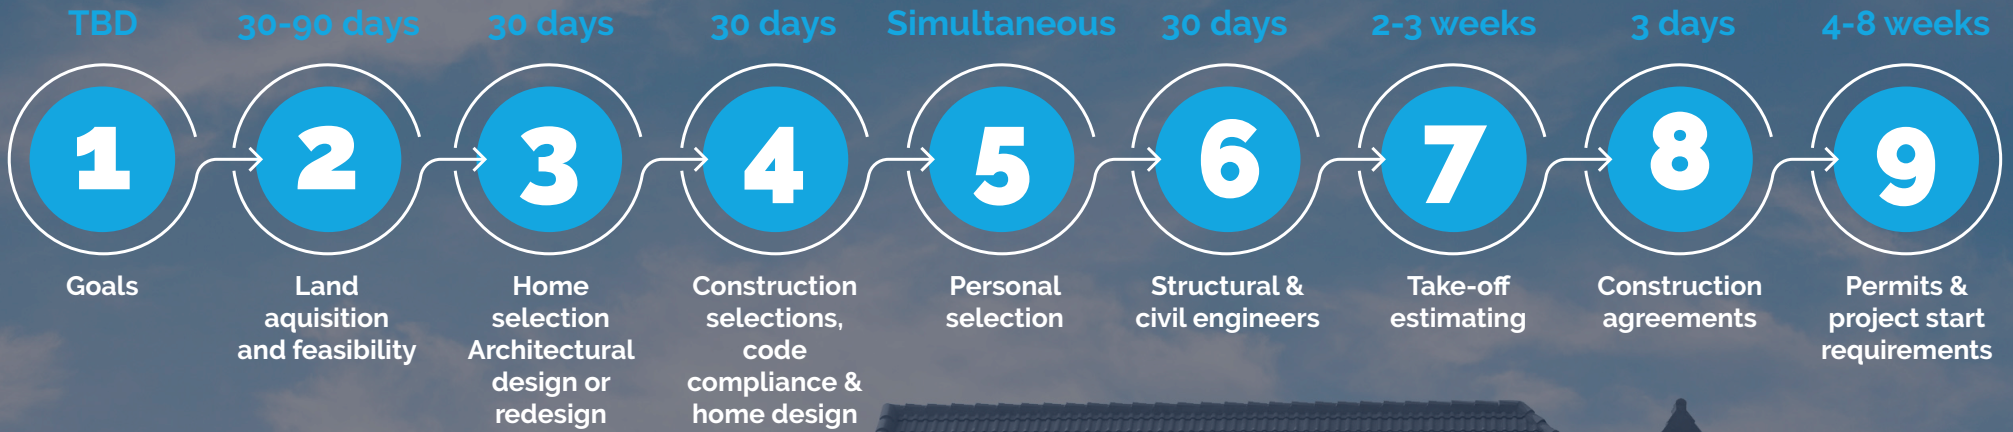 TBD
30-90 days
30 days
30 days
Simultaneous
30 days
2-3 weeks
3 days
4-8 weeks
1
2
3
4
5
6
7
8
9
Goals
Land
aquisition
and feasibility
Home
selection
Architectural
design or
redesign
Construction
selections,
code
compliance &
home design
Personal
selection
Structural &
civil engineers
Take-off
estimating
Construction
agreements
Permits &
project start
requirements